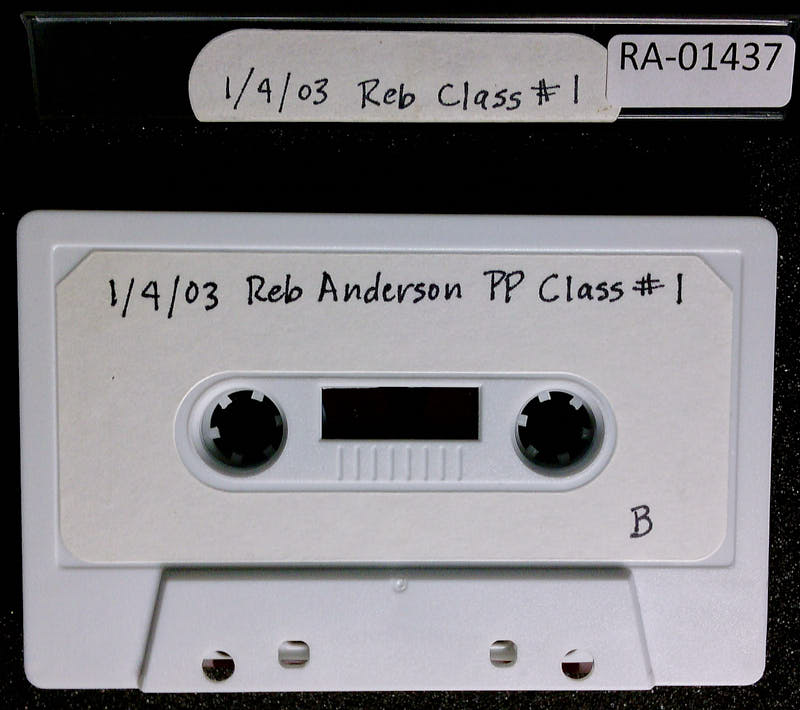 1/4/03 Reb Class #1
RA-01437
1/4/03 Reb Anderson PP Class #1
B